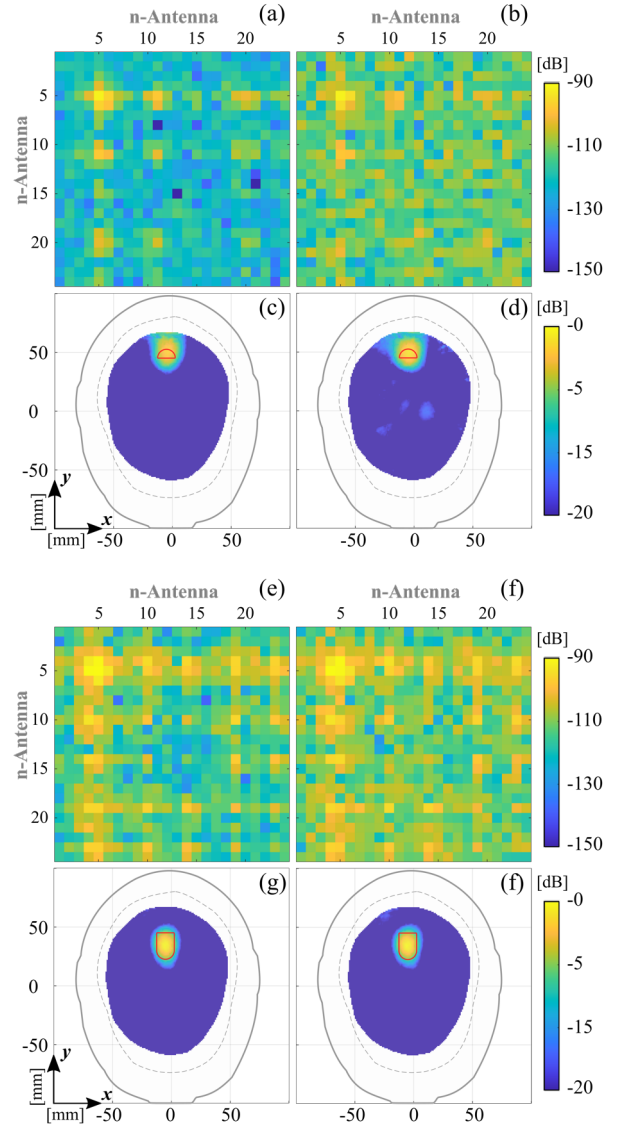 n-Antenna (a) n-Antenna (b)
5 10 15 20 5 10 15 20 [dB]
n-Antenna
5
10
15
20
-90
-110
-130
-150
(c) (d)
50
0
-50
y
x
[mm]
[mm] -50 0 50 -50 0 50
-0
-5
-15
-20
[dB]
n-Antenna (e) n-Antenna (f)
5 10 15 20 5 10 15 20 [dB]
n-Antenna
5
10
15
20
-90
-110
-130
-150
(g) (f)
[dB]
50
0
-50
y
x
[mm]
[mm] -50 0 50 -50 0 50
-0
-5
-15
-20